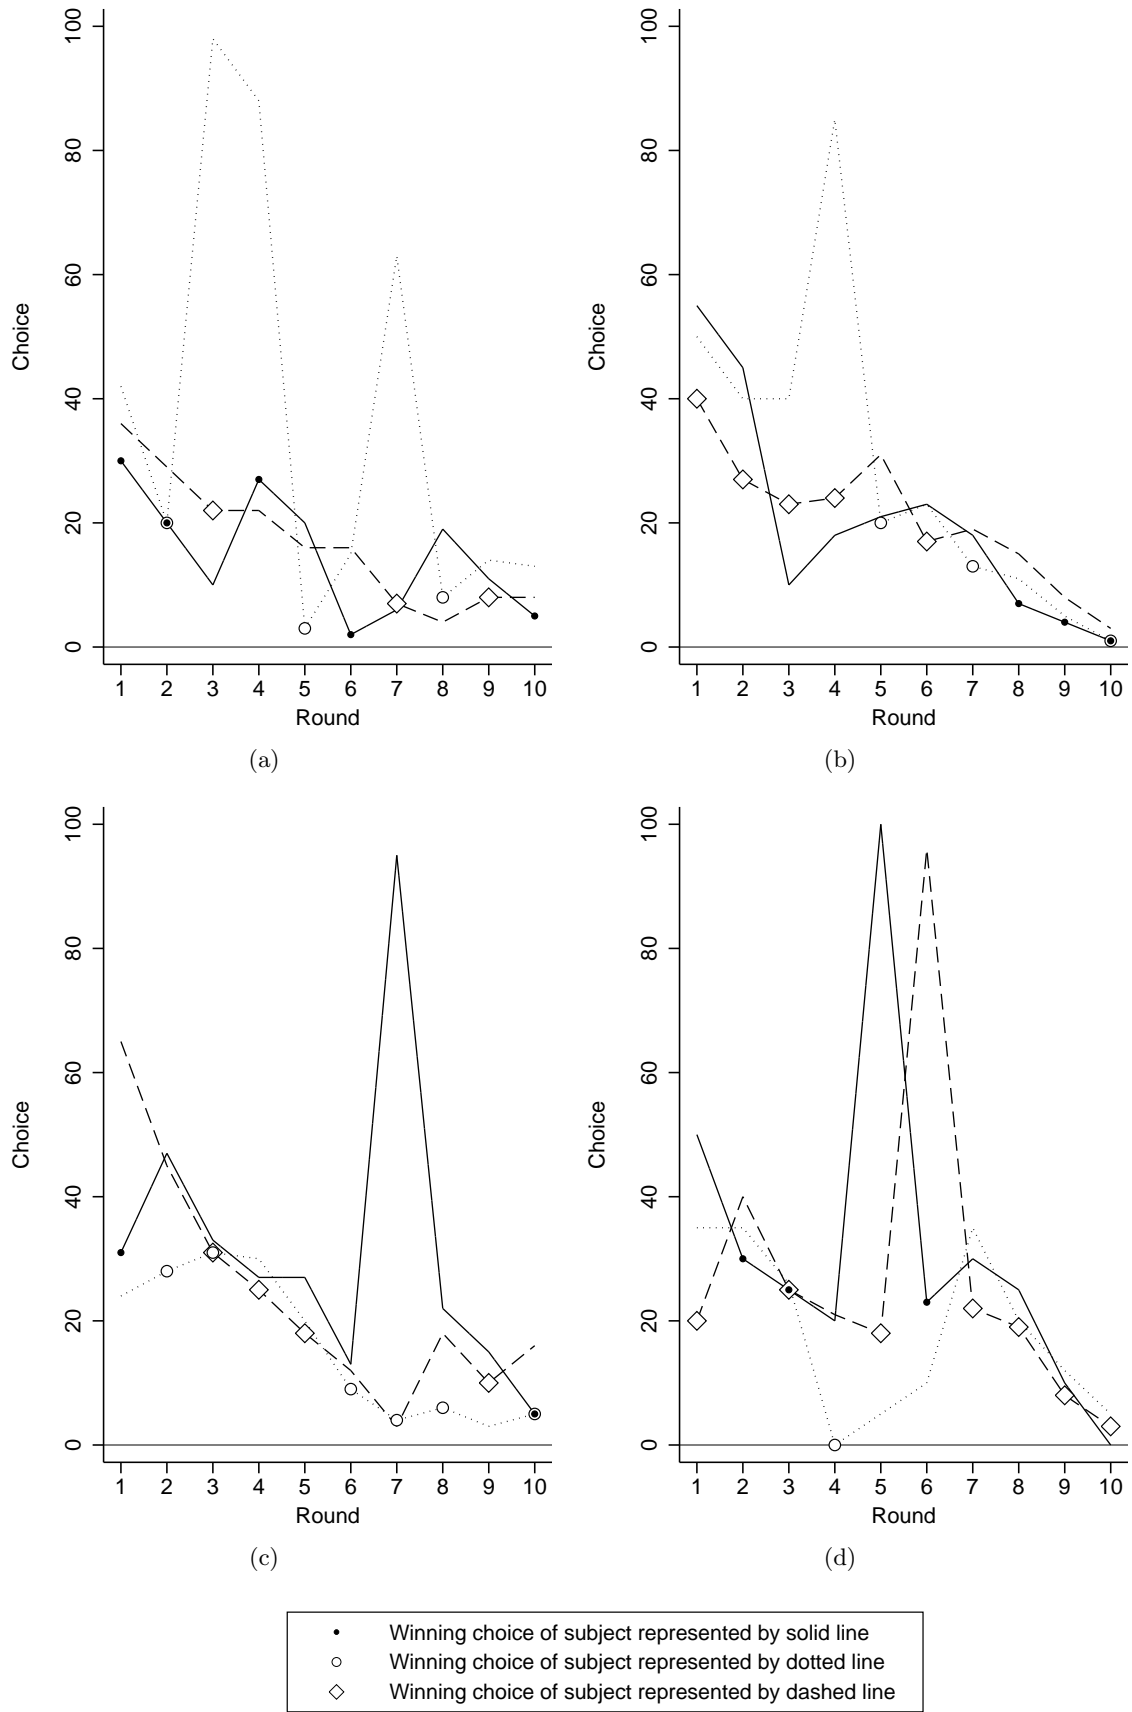 100
80
60
40
20
0
Choice
1 2 3 4 5 6 7 8 9 10
Round
(a)
100
80
60
40
20
0
Choice
1 2 3 4 5 6 7 8 9 10
Round
(b)
100
80
60
40
20
0
Choice
1 2 3 4 5 6 7 8 9 10
Round
(c)
100
80
60
40
20
0
Choice
1 2 3 4 5 6 7 8 9 10
Round
(d)
Winning choice of subject represented by solid line
Winning choice of subject represented by dotted line
Winning choice of subject represented by dashed line